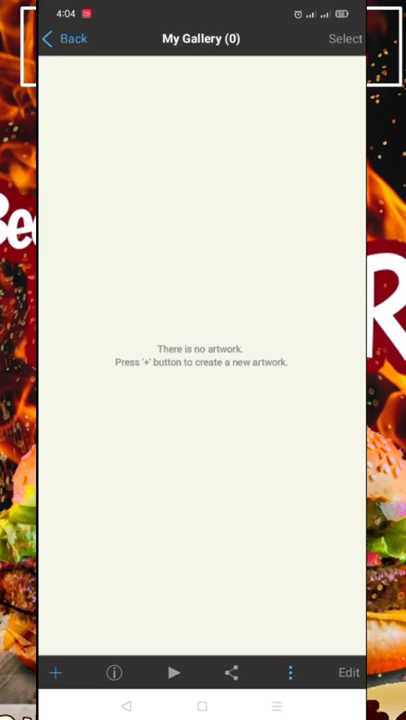 4:04
Back
My Gallery (0)
Select
There is no artwork.
Press '+' button to create a new artwork.
Edit